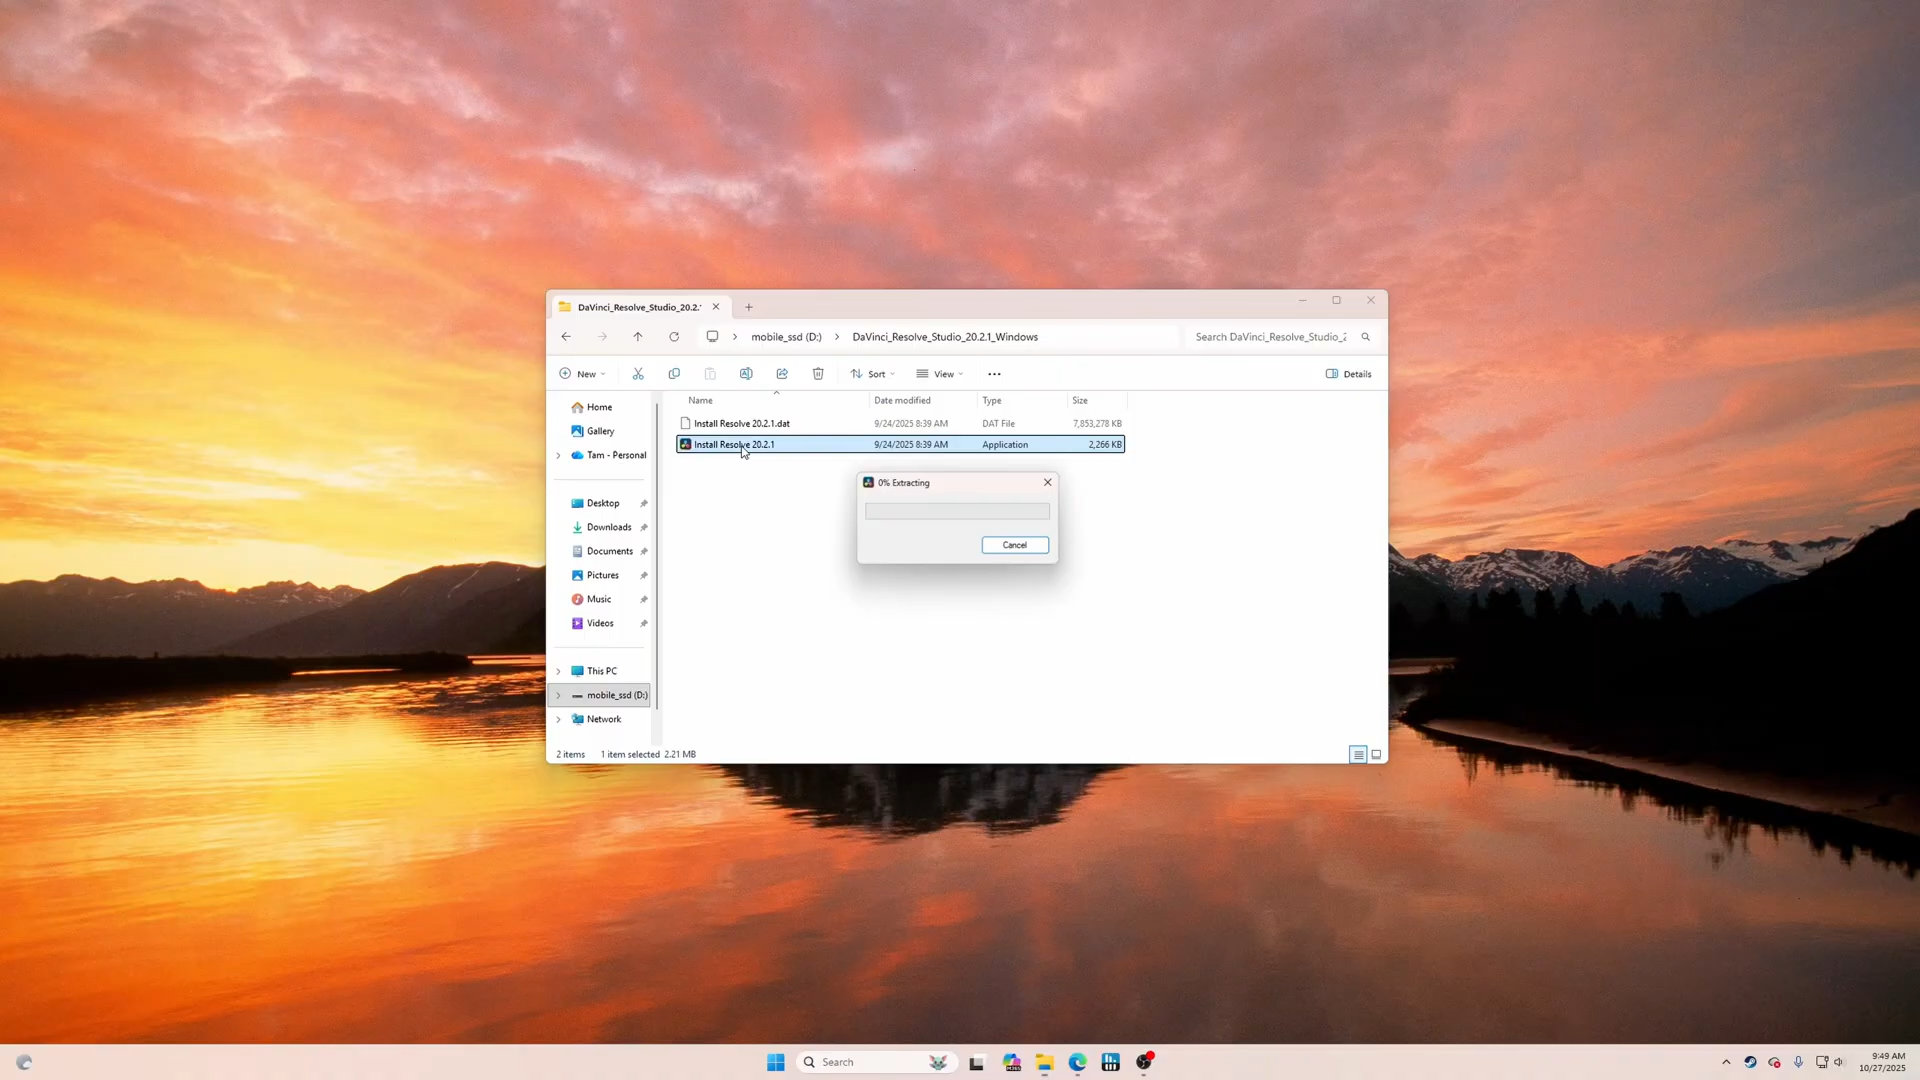 DaVinci_Resolve_Studio_20.2.
mobile_ssd (D:) DaVinci_Resolve_Studio_20.2.1_Windows Search DaVinci_Resolve_Studio_2
New Sort View Details
Name Date modified Type Size
Install Resolve 20.2.1.dat 9/24/2025 8:39 AM DAT File 7,853,278 KB
Install Resolve 20.2.1 9/24/2025 8:39 AM Application 2,266 KB
Home
Gallery
Tam - Personal
Desktop
Downloads
Documents
Pictures
Music
Videos
This PC
mobile_ssd (D:)
Network
0% Extracting
Cancel
2 items 1 item selected 2.21 MB
Search
9:49 AM
10/27/2025